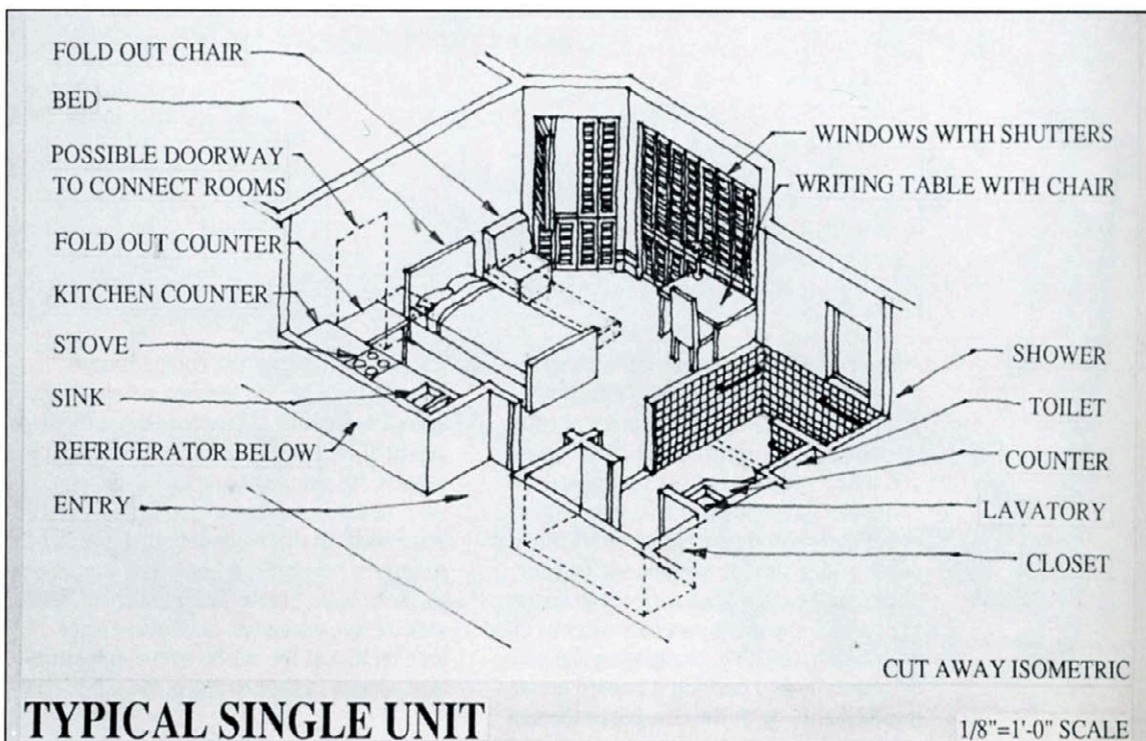 FOLD OUT CHAIR
BED
POSSIBLE DOORWAY
TO CONNECT ROOMS
FOLD OUT COUNTER
KITCHEN COUNTER
STOVE
SINK
REFRIGERATOR BELOW
ENTRY
WINDOWS WITH SHUTTERS
WRITING TABLE WITH CHAIR
SHOWER
TOILET
COUNTER
LAVATORY
CLOSET
CUT AWAY ISOMETRIC
TYPICAL SINGLE UNIT
1/8"=1'-0" SCALE